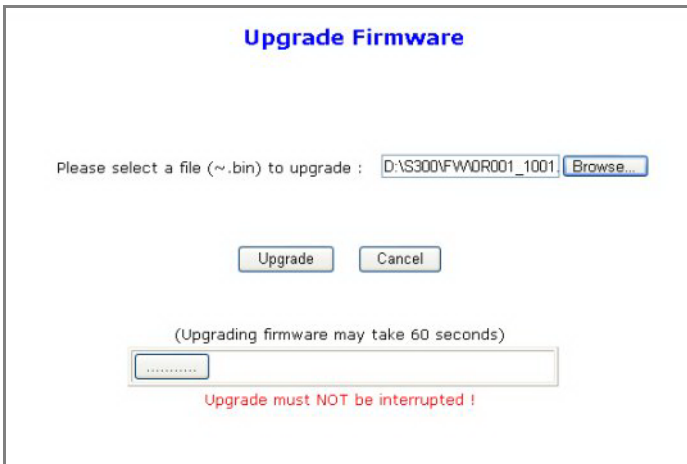 Upgrade Firmware
Please select a file (~.bin) to upgrade : D:\S300\FW\0R001_1001. Browse...
Upgrade Cancel
(Upgrading firmware may take 60 seconds)
...........
Upgrade must NOT be interrupted !